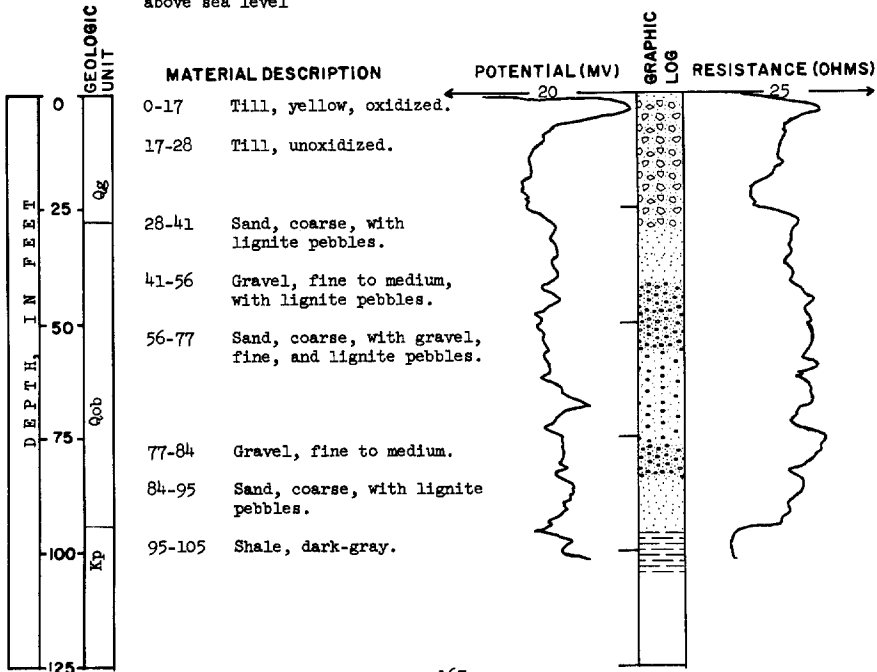 above sea level
GEOLOGIC
UNIT
MATERIAL DESCRIPTION
POTENTIAL (MV)
GRAPHIC
LOG
RESISTANCE (OHMS)
20
25
DEPTH, IN FEET
0
25
50
75
100
125
Qg
Qob
Kp
0-17 Till, yellow, oxidized.
17-28 Till, unoxidized.
28-41 Sand, coarse, with
lignite pebbles.
41-56 Gravel, fine to medium,
with lignite pebbles.
56-77 Sand, coarse, with gravel,
fine, and lignite pebbles.
77-84 Gravel, fine to medium.
84-95 Sand, coarse, with lignite
pebbles.
95-105 Shale, dark-gray.